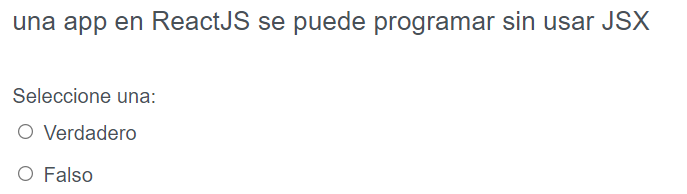 una app en ReactJS se puede programar sin usar JSX
Seleccione una:
Verdadero
Falso